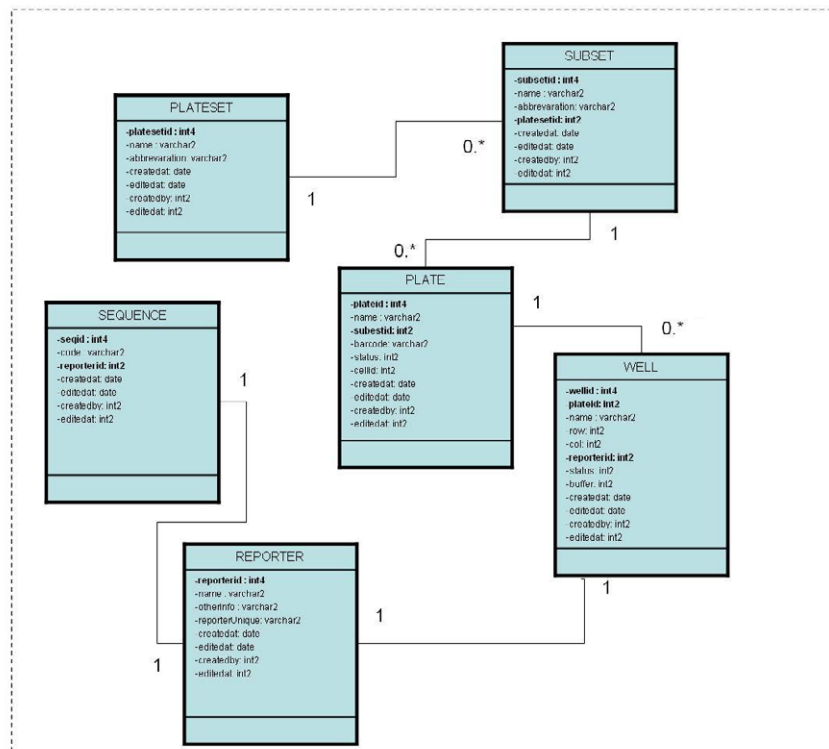 SUBSET
-subsetid : int4
-name : varchar2
-abbrevaration: varchar2
-platesetid: int2
-createdat: date
-editedat: date
-createdby: int2
-editedat: int2
0.*
1
PLATESET
-platesetid : int4
-name : varchar2
-abbrevaration: varchar2
-createdat: date
-editedat: date
-createdby: int2
-editedat: int2
1
0.*
PLATE
-plateid : int4
-name : varchar2
-subestid: int2
-barcode: varchar2
-status: int2
-cellid: int2
-createdat: date
-editedat: date
-createdby: int2
-editedat: int2
1
0.*
SEQUENCE
-seqid : int4
-code : varchar2
-reporterid: int2
-createdat: date
-editedat: date
-createdby: int2
-editedat: int2
1
WELL
-wellid : int4
-plateid: int2
-name : varchar2
-row: int2
-col: int2
-reporterid: int2
-status: int2
-buffer: int2
-createdat: date
-editedat: date
-createdby: int2
-editedat: int2
1
REPORTER
-reporterid : int4
-name : varchar2
-otherinfo : varchar2
-reporterUnique: varchar2
-createdat: date
-editedat: date
-createdby: int2
-editedat: int2
1
1